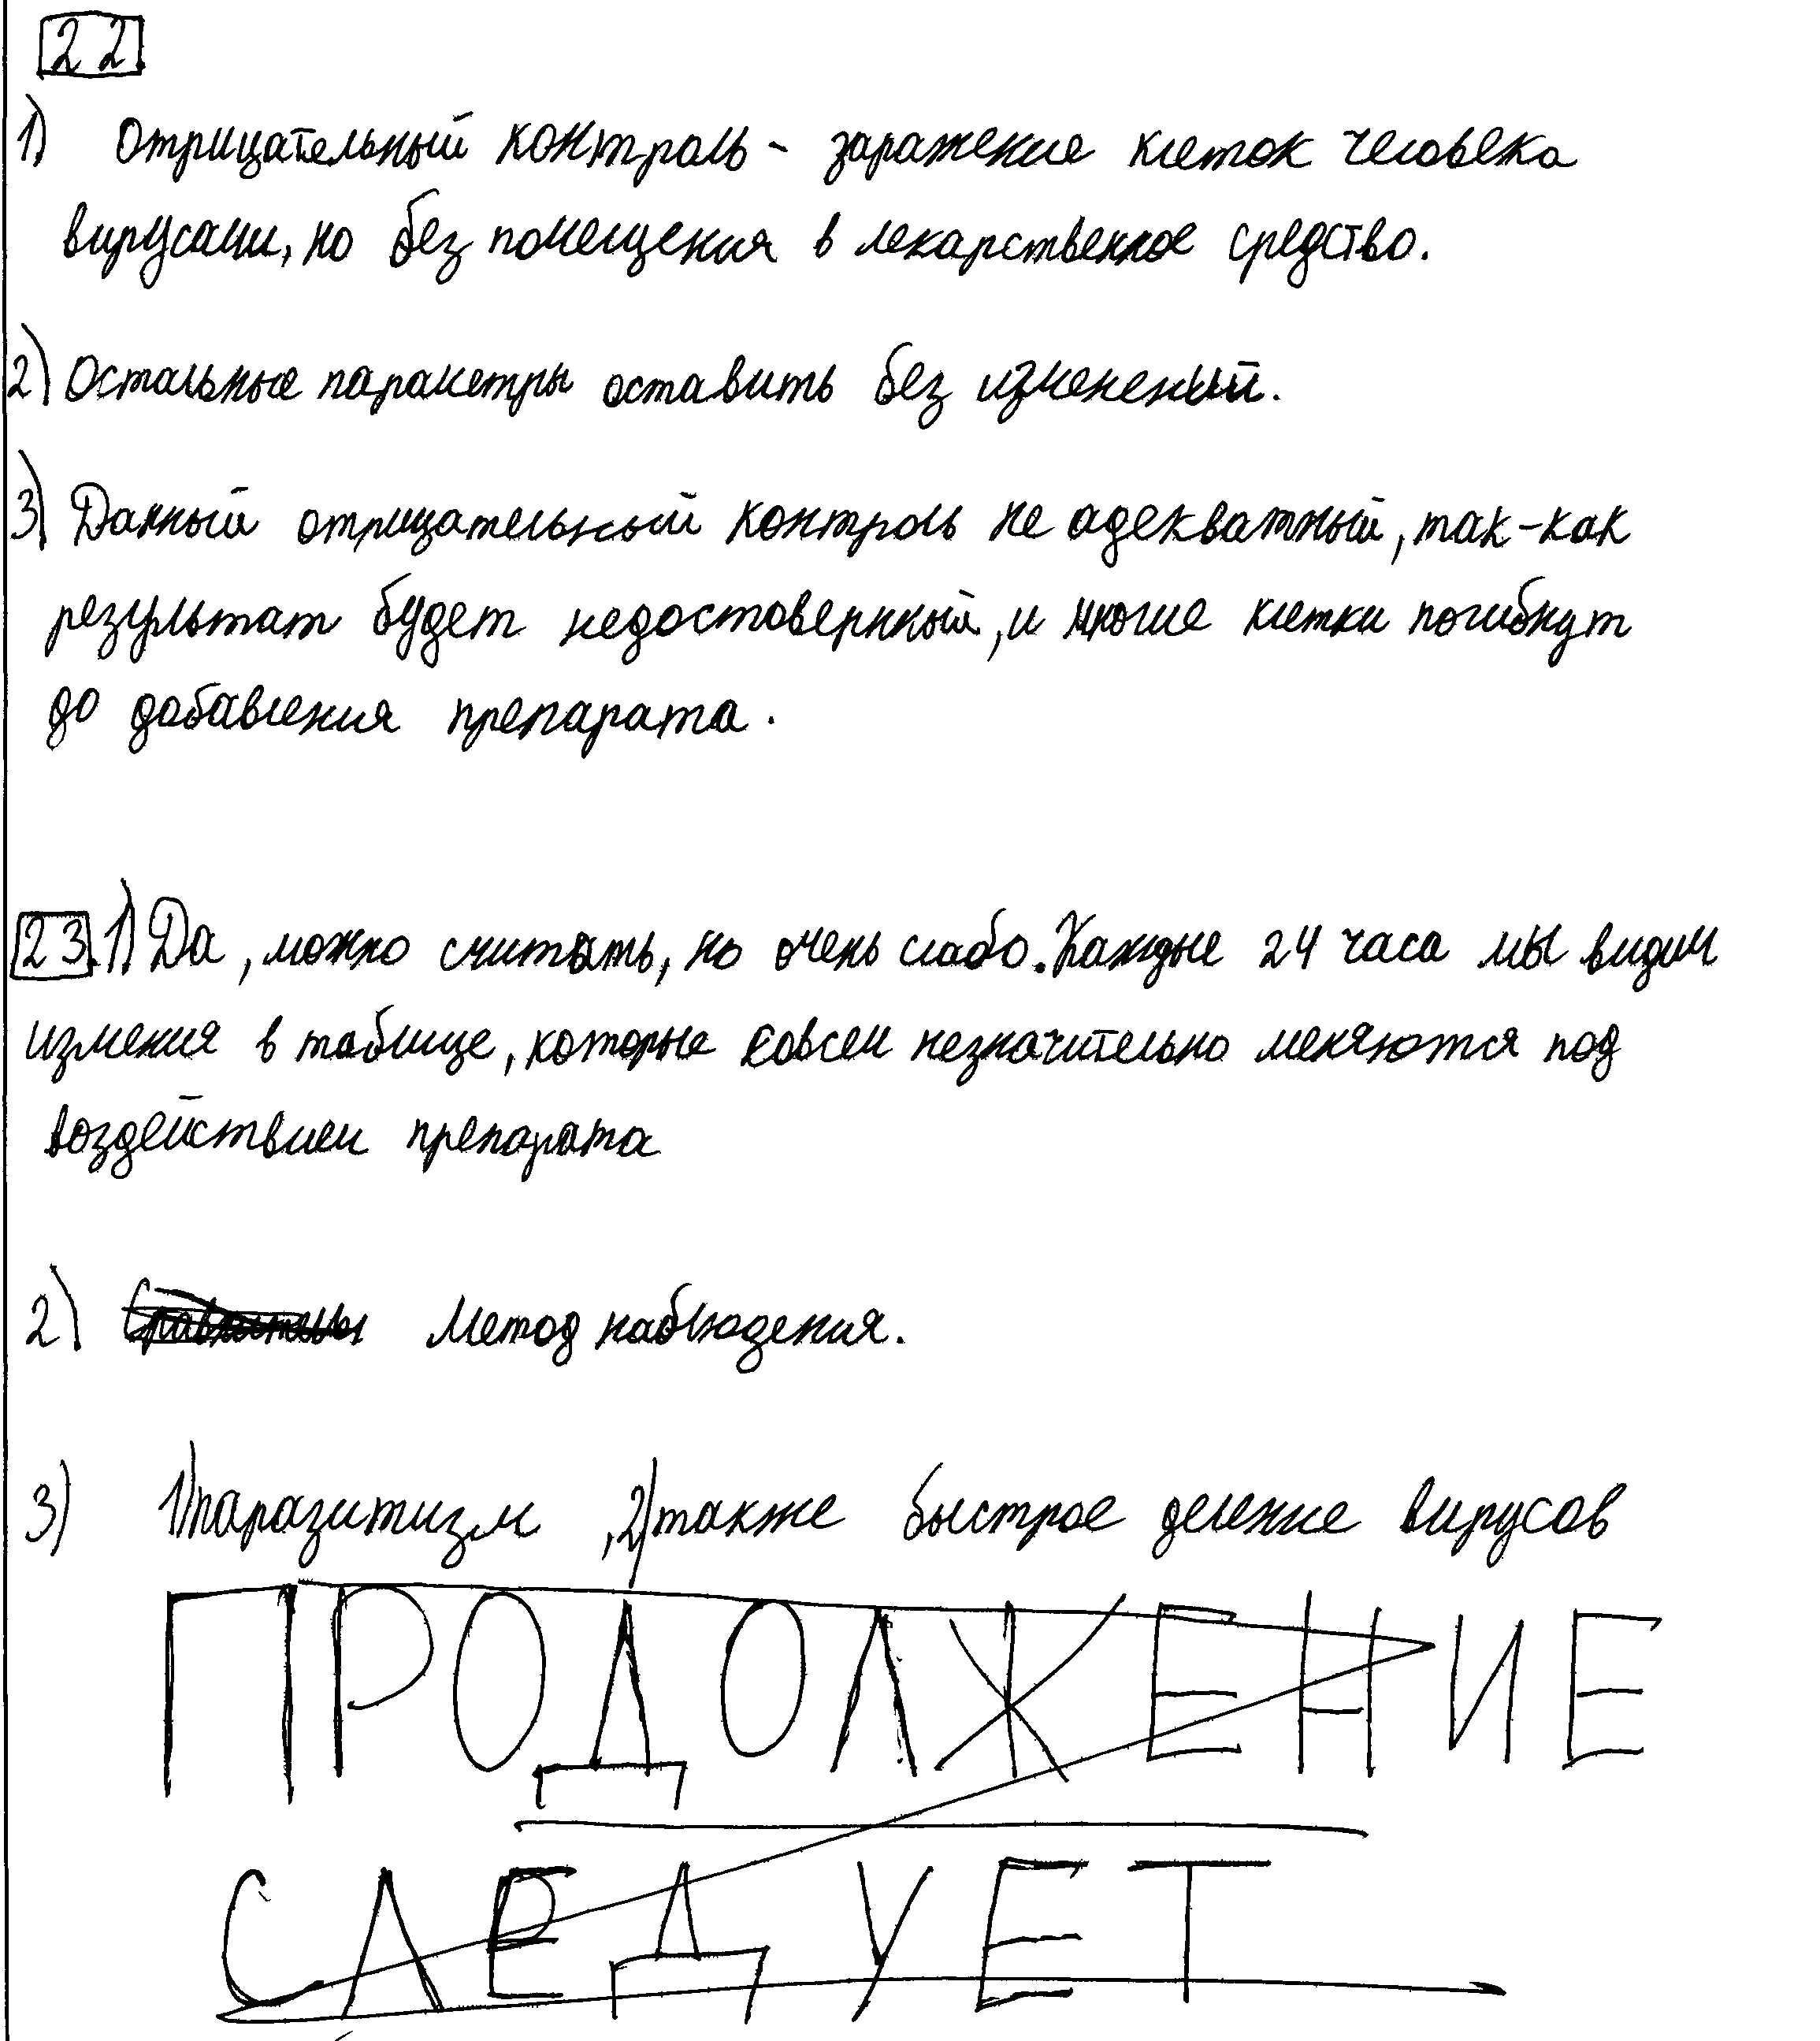 22.
1) Отрицательный контроль - заражение клеток человека
вирусами, но без помещения в лекарственное средство.
2) Остальные параметры оставить без изменений.
3) Данный отрицательный контроль не адекватный, так-как
результат будет недостовернный, и многие клетки погибнут
до добавления препарата.
23. 1) Да, можно считать, но очень слабо. Каждые 24 часа мы видим
измения в таблице, которые совсем незначительно меняются под
воздействием препарата
2) Метод наблюдения.
3) 1) паразитизм, 2) также быстрое деление вирусов
ПРОДОЛЖЕНИЕ
СЛЕДУЕТ